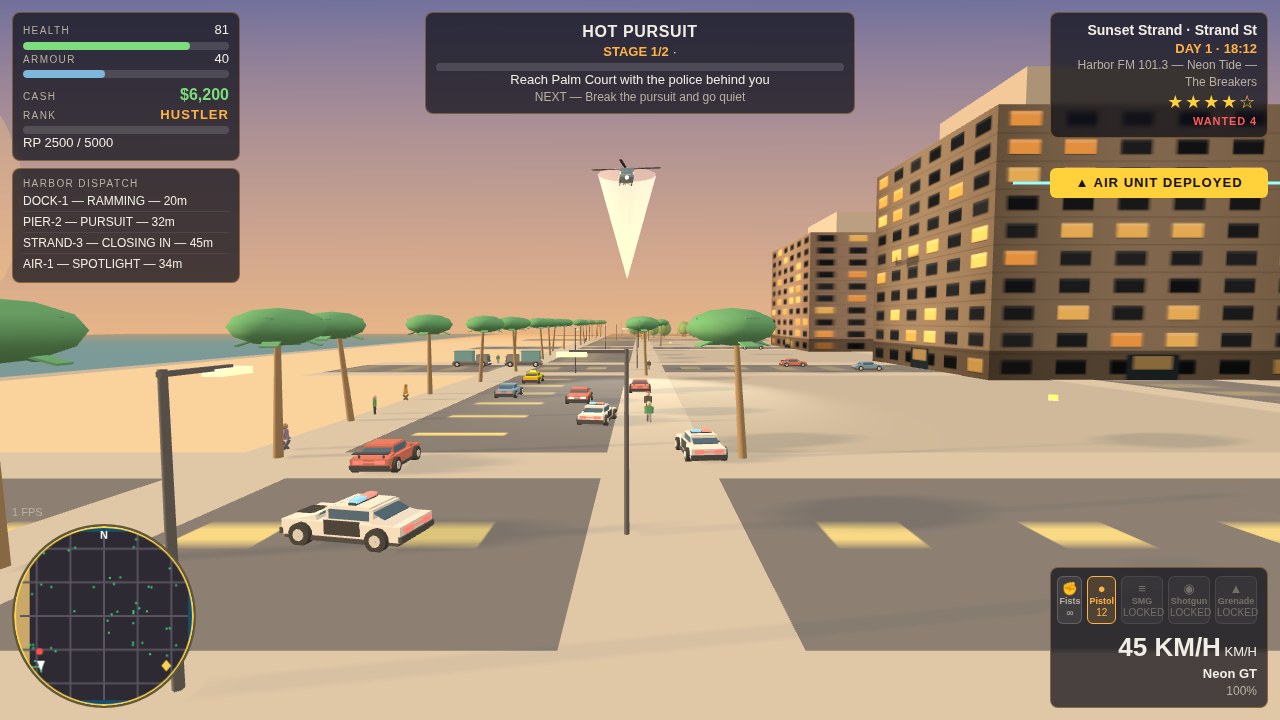 HEALTH 81
ARMOUR 40
CASH $6,200
RANK HUSTLER
RP 2500 / 5000
HARBOR DISPATCH
DOCK-1 — RAMMING — 20m
PIER-2 — PURSUIT — 32m
STRAND-3 — CLOSING IN — 45m
AIR-1 — SPOTLIGHT — 34m
HOT PURSUIT
STAGE 1/2 ·
Reach Palm Court with the police behind you
NEXT — Break the pursuit and go quiet
Sunset Strand · Strand St
DAY 1 · 18:12
Harbor FM 101.3 — Neon Tide —
The Breakers
★★★★☆
WANTED 4
▲ AIR UNIT DEPLOYED
1 FPS
N
Fists Pistol SMG Shotgun Grenade
∞ 12 LOCKED LOCKED LOCKED
45 KM/H KM/H
Neon GT
100%